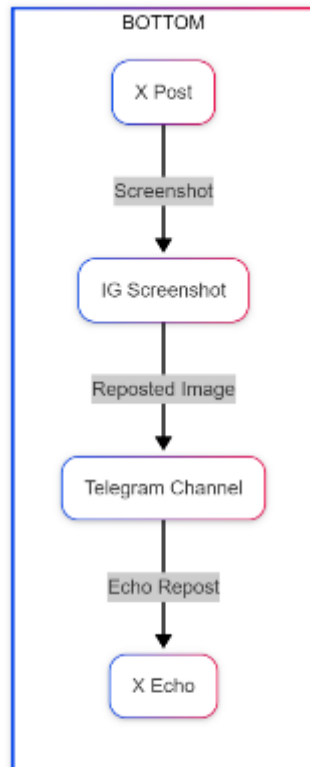 BOTTOM
X Post
Screenshot
IG Screenshot
Reposted Image
Telegram Channel
Echo Repost
X Echo